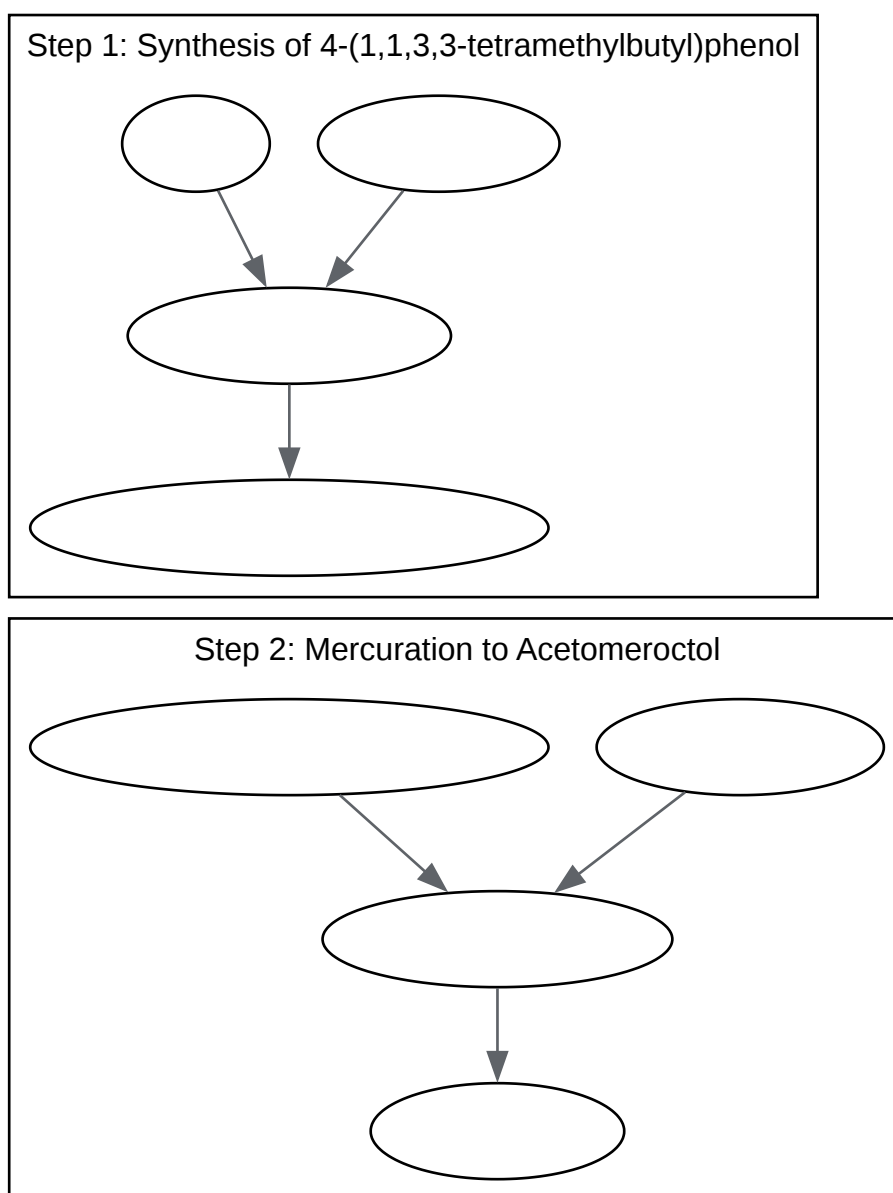 Step 1: Synthesis of 4-(1,1,3,3-tetramethylbutyl)phenol
Step 2: Mercuration to Acetomeroctol